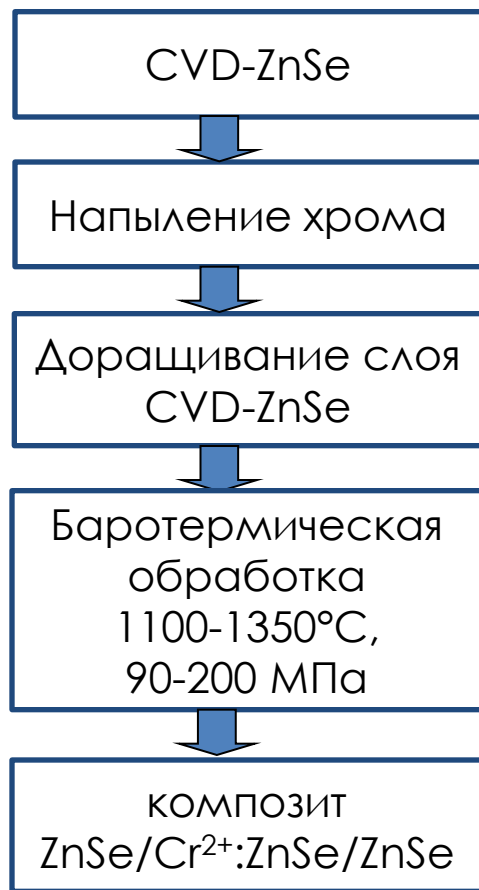 CVD-ZnSe
Напыление хрома
Доращивание слоя
CVD-ZnSe
Баротермическая
обработка
1100-1350°C,
90-200 МПа
композит
ZnSe/Cr²⁺:ZnSe/ZnSe